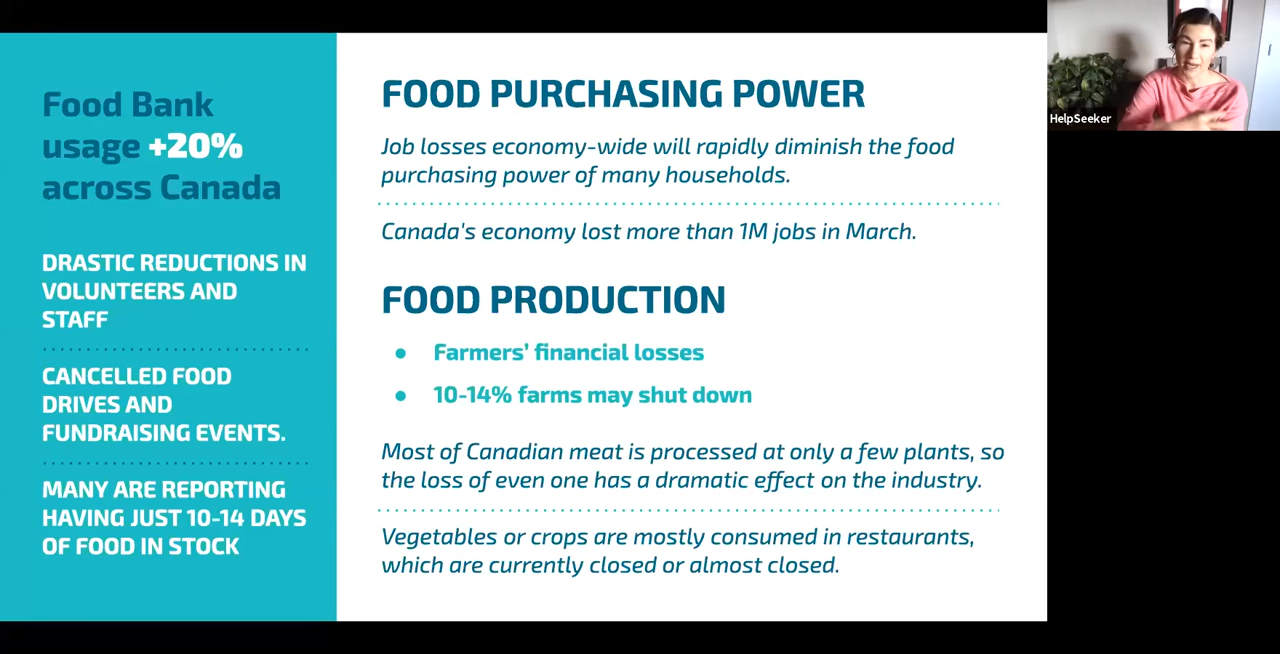 Food Bank
usage +20%
across Canada
DRASTIC REDUCTIONS IN
VOLUNTEERS AND
STAFF
CANCELLED FOOD
DRIVES AND
FUNDRAISING EVENTS.
MANY ARE REPORTING
HAVING JUST 10-14 DAYS
OF FOOD IN STOCK
FOOD PURCHASING POWER
Job losses economy-wide will rapidly diminish the food
purchasing power of many households.
Canada's economy lost more than 1M jobs in March.
FOOD PRODUCTION
● Farmers’ financial losses
● 10-14% farms may shut down
Most of Canadian meat is processed at only a few plants, so
the loss of even one has a dramatic effect on the industry.
Vegetables or crops are mostly consumed in restaurants,
which are currently closed or almost closed.
HelpSeeker